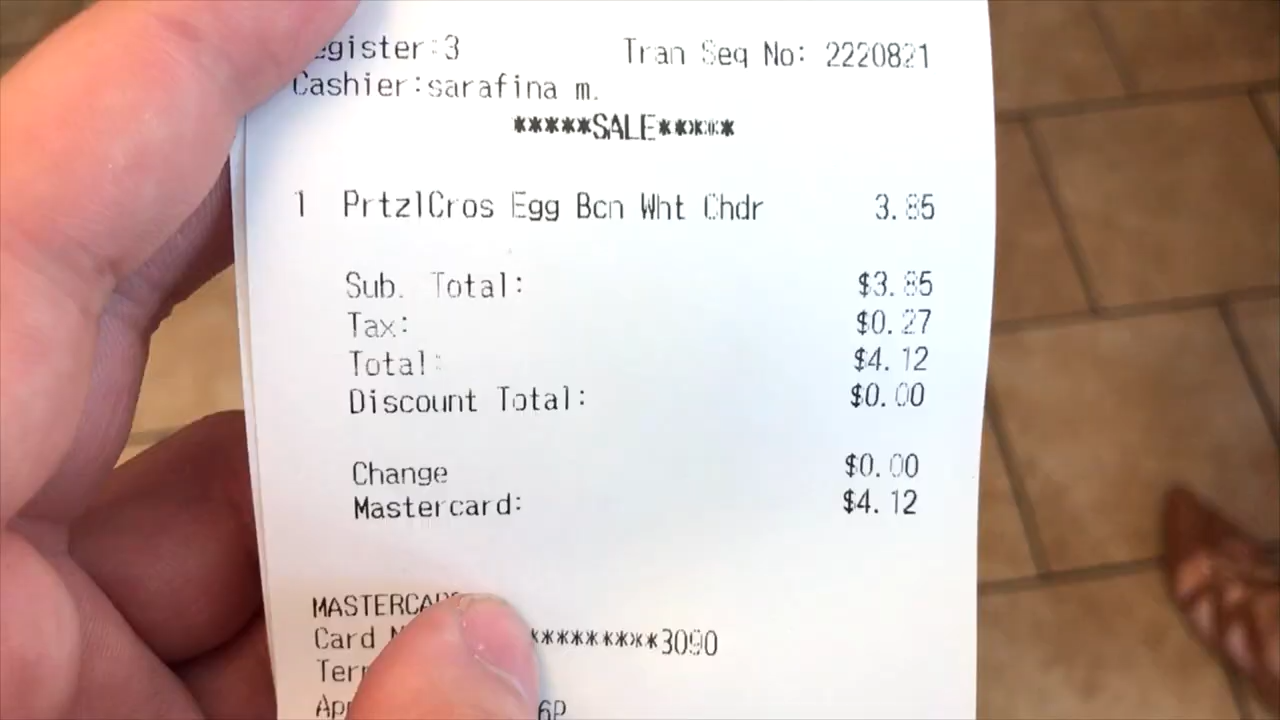 egister:3 Tran Seq No: 2220821
Cashier:sarafina m.
*****SALE*****
1 PrtzlCros Egg Bcn Wht Chdr 3.85
Sub. Total: $3.85
Tax: $0.27
Total: $4.12
Discount Total: $0.00
Change $0.00
Mastercard: $4.12
MASTERCARD
Card N *********3090
Ter
App 6P